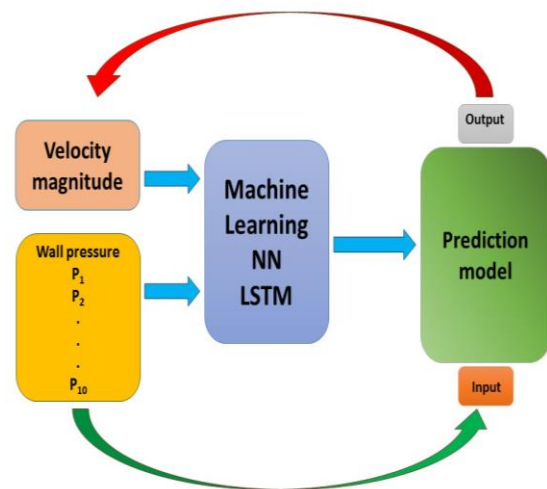 Velocity
magnitude
Wall pressure
P₁
P₂
.
.
.
P₁₀
Machine
Learning
NN
LSTM
Output
Prediction
model
Input